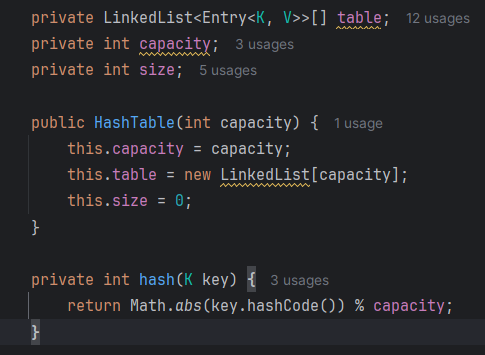 private LinkedList<Entry<K, V>>[] table; 12 usages
private int capacity; 3 usages
private int size; 5 usages
public HashTable(int capacity) { 1 usage
this.capacity = capacity;
this.table = new LinkedList[capacity];
this.size = 0;
}
private int hash(K key) { 3 usages
return Math.abs(key.hashCode()) % capacity;
}